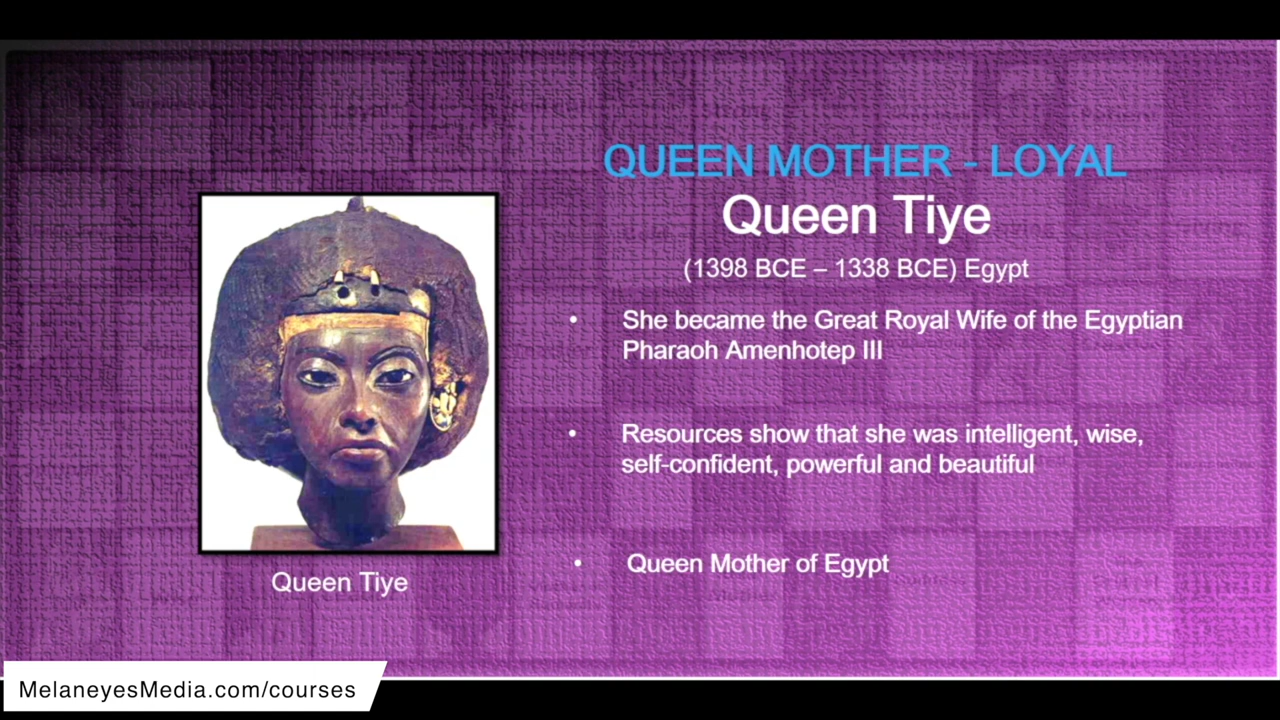 QUEEN MOTHER - LOYAL
Queen Tiye
(1398 BCE – 1338 BCE) Egypt
• She became the Great Royal Wife of the Egyptian
Pharaoh Amenhotep III
• Resources show that she was intelligent, wise,
self-confident, powerful and beautiful
• Queen Mother of Egypt
Queen Tiye
MelaneyesMedia.com/courses